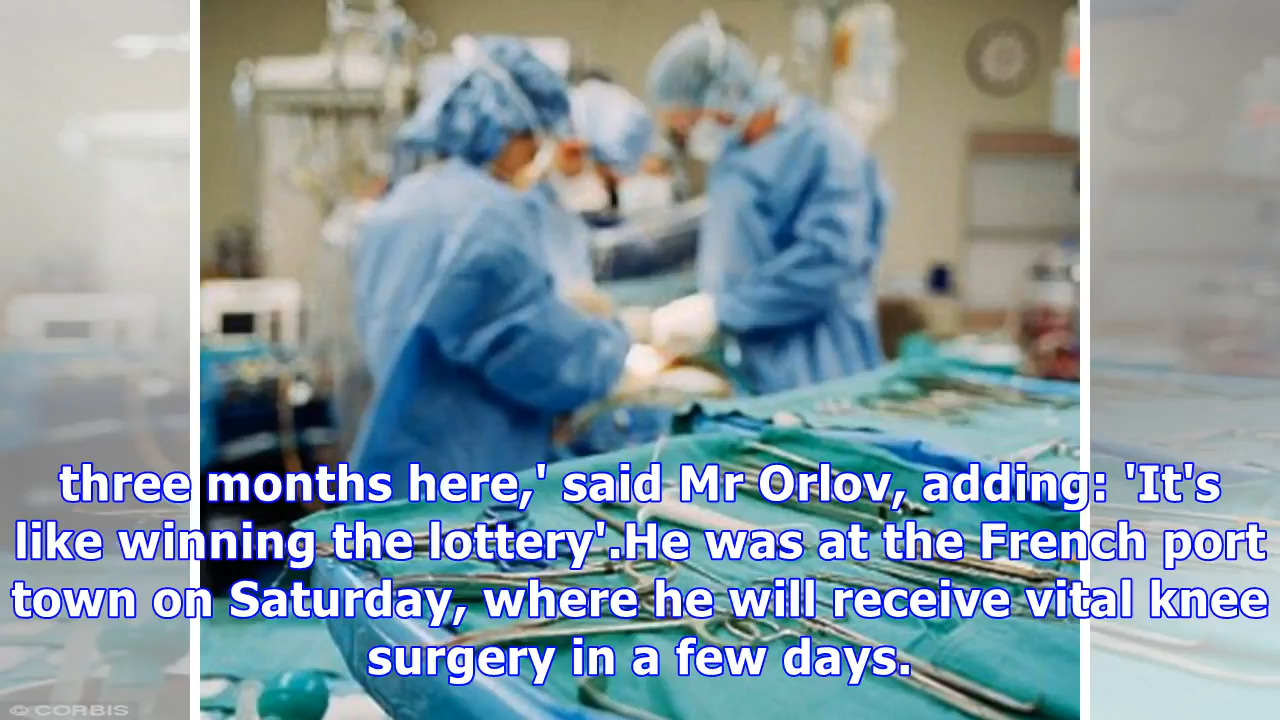 three months here,' said Mr Orlov, adding: 'It's
like winning the lottery'.He was at the French port
town on Saturday, where he will receive vital knee
surgery in a few days.
© CORBIS